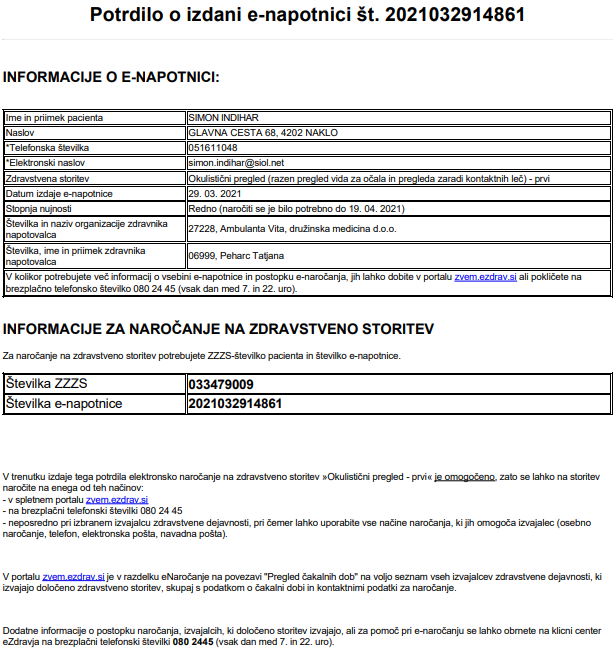 Potrdilo o izdani e-napotnici št. 2021032914861
INFORMACIJE O E-NAPOTNICI:
Ime in priimek pacienta SIMON INDIHAR
Naslov GLAVNA CESTA 68, 4202 NAKLO
*Telefonska številka 051611048
*Elektronski naslov simon.indihar@siol.net
Zdravstvena storitev Okulistični pregled (razen pregled vida za očala in pregleda zaradi kontaktnih leč) - prvi
Datum izdaje e-napotnice 29. 03. 2021
Stopnja nujnosti Redno (naročiti se je bilo potrebno do 19. 04. 2021)
Številka in naziv organizacije zdravnika
napotovalca 27228, Ambulanta Vita, družinska medicina d.o.o.
Številka, ime in priimek zdravnika
napotovalca 06999, Peharc Tatjana
V kolikor potrebujete več informacij o vsebini e-napotnice in postopku e-naročanja, jih lahko dobite v portalu zvem.ezdrav.si ali pokličete na
brezplačno telefonsko številko 080 24 45 (vsak dan med 7. in 22. uro).
INFORMACIJE ZA NAROČANJE NA ZDRAVSTVENO STORITEV
Za naročanje na zdravstveno storitev potrebujete ZZZS-številko pacienta in številko e-napotnice.
Številka ZZZS 033479009
Številka e-napotnice 2021032914861
V trenutku izdaje tega potrdila elektronsko naročanje na zdravstveno storitev »Okulistični pregled - prvi« je omogočeno, zato se lahko na storitev
naročite na enega od teh načinov:
- v spletnem portalu zvem.ezdrav.si
- na brezplačni telefonski številki 080 24 45
- neposredno pri izbranem izvajalcu zdravstvene dejavnosti, pri čemer lahko uporabite vse načine naročanja, ki jih omogoča izvajalec (osebno
naročanje, telefon, elektronska pošta, navadna pošta).
V portalu zvem.ezdrav.si je v razdelku eNaročanje na povezavi "Pregled čakalnih dob" na voljo seznam vseh izvajalcev zdravstvene dejavnosti, ki
izvajajo določeno zdravstveno storitev, skupaj s podatkom o čakalni dobi in kontaktnimi podatki za naročanje.
Dodatne informacije o postopku naročanja, izvajalcih, ki določeno storitev izvajajo, ali za pomoč pri e-naročanju se lahko obrnete na klicni center
eZdravja na brezplačni telefonski številki 080 2445 (vsak dan med 7. in 22. uro).